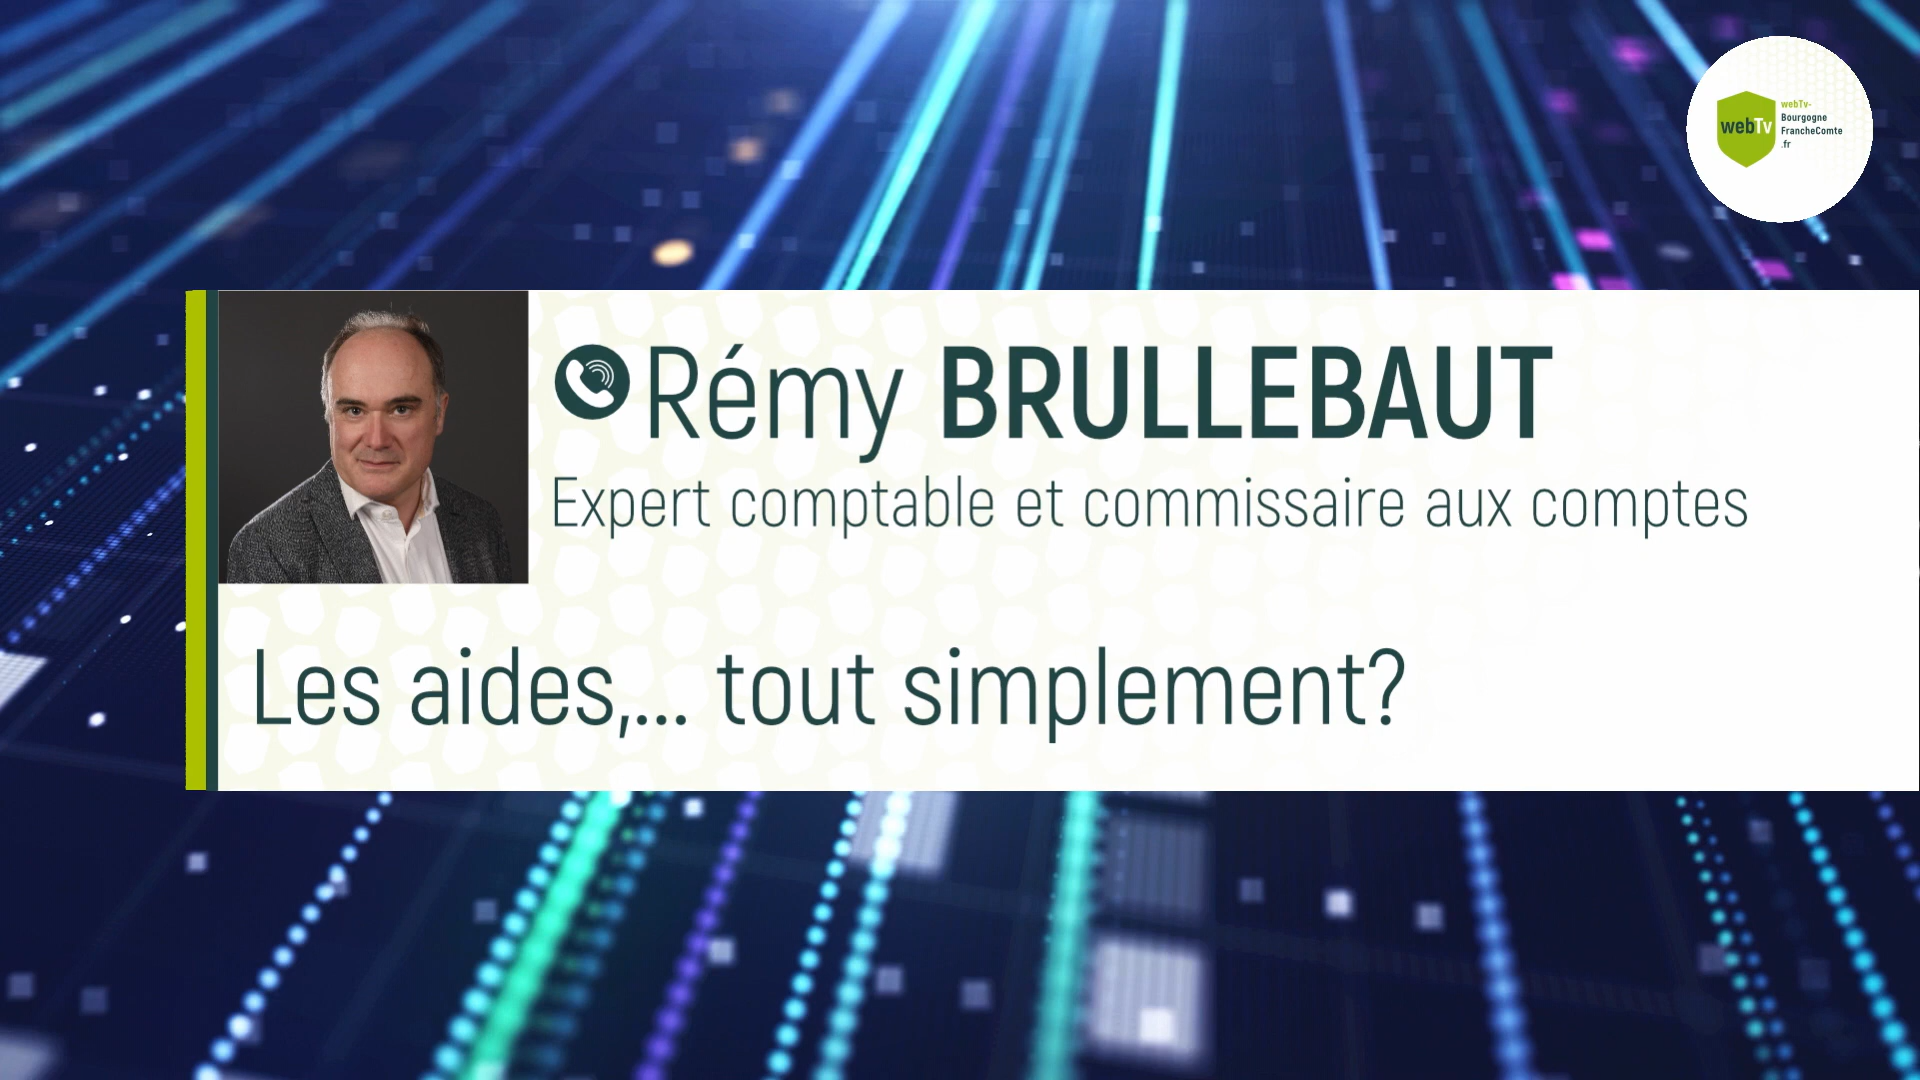 webTv
webTv-
Bourgogne
FrancheComte
.fr
Rémy BRULLEBAUT
Expert comptable et commissaire aux comptes
Les aides,... tout simplement?